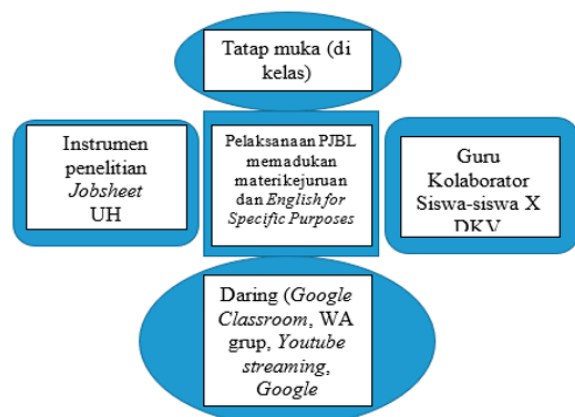 Tatap muka (di
kelas)
Instrumen
penelitian
Jobsheet
UH
Pelaksanaan PJBL
memadukan
materikejuruan
dan English for
Specific Purposes
Guru
Kolaborator
Siswa-siswa X
DKV
Daring (Google
Classroom, WA
grup, Youtube
streaming,
Google